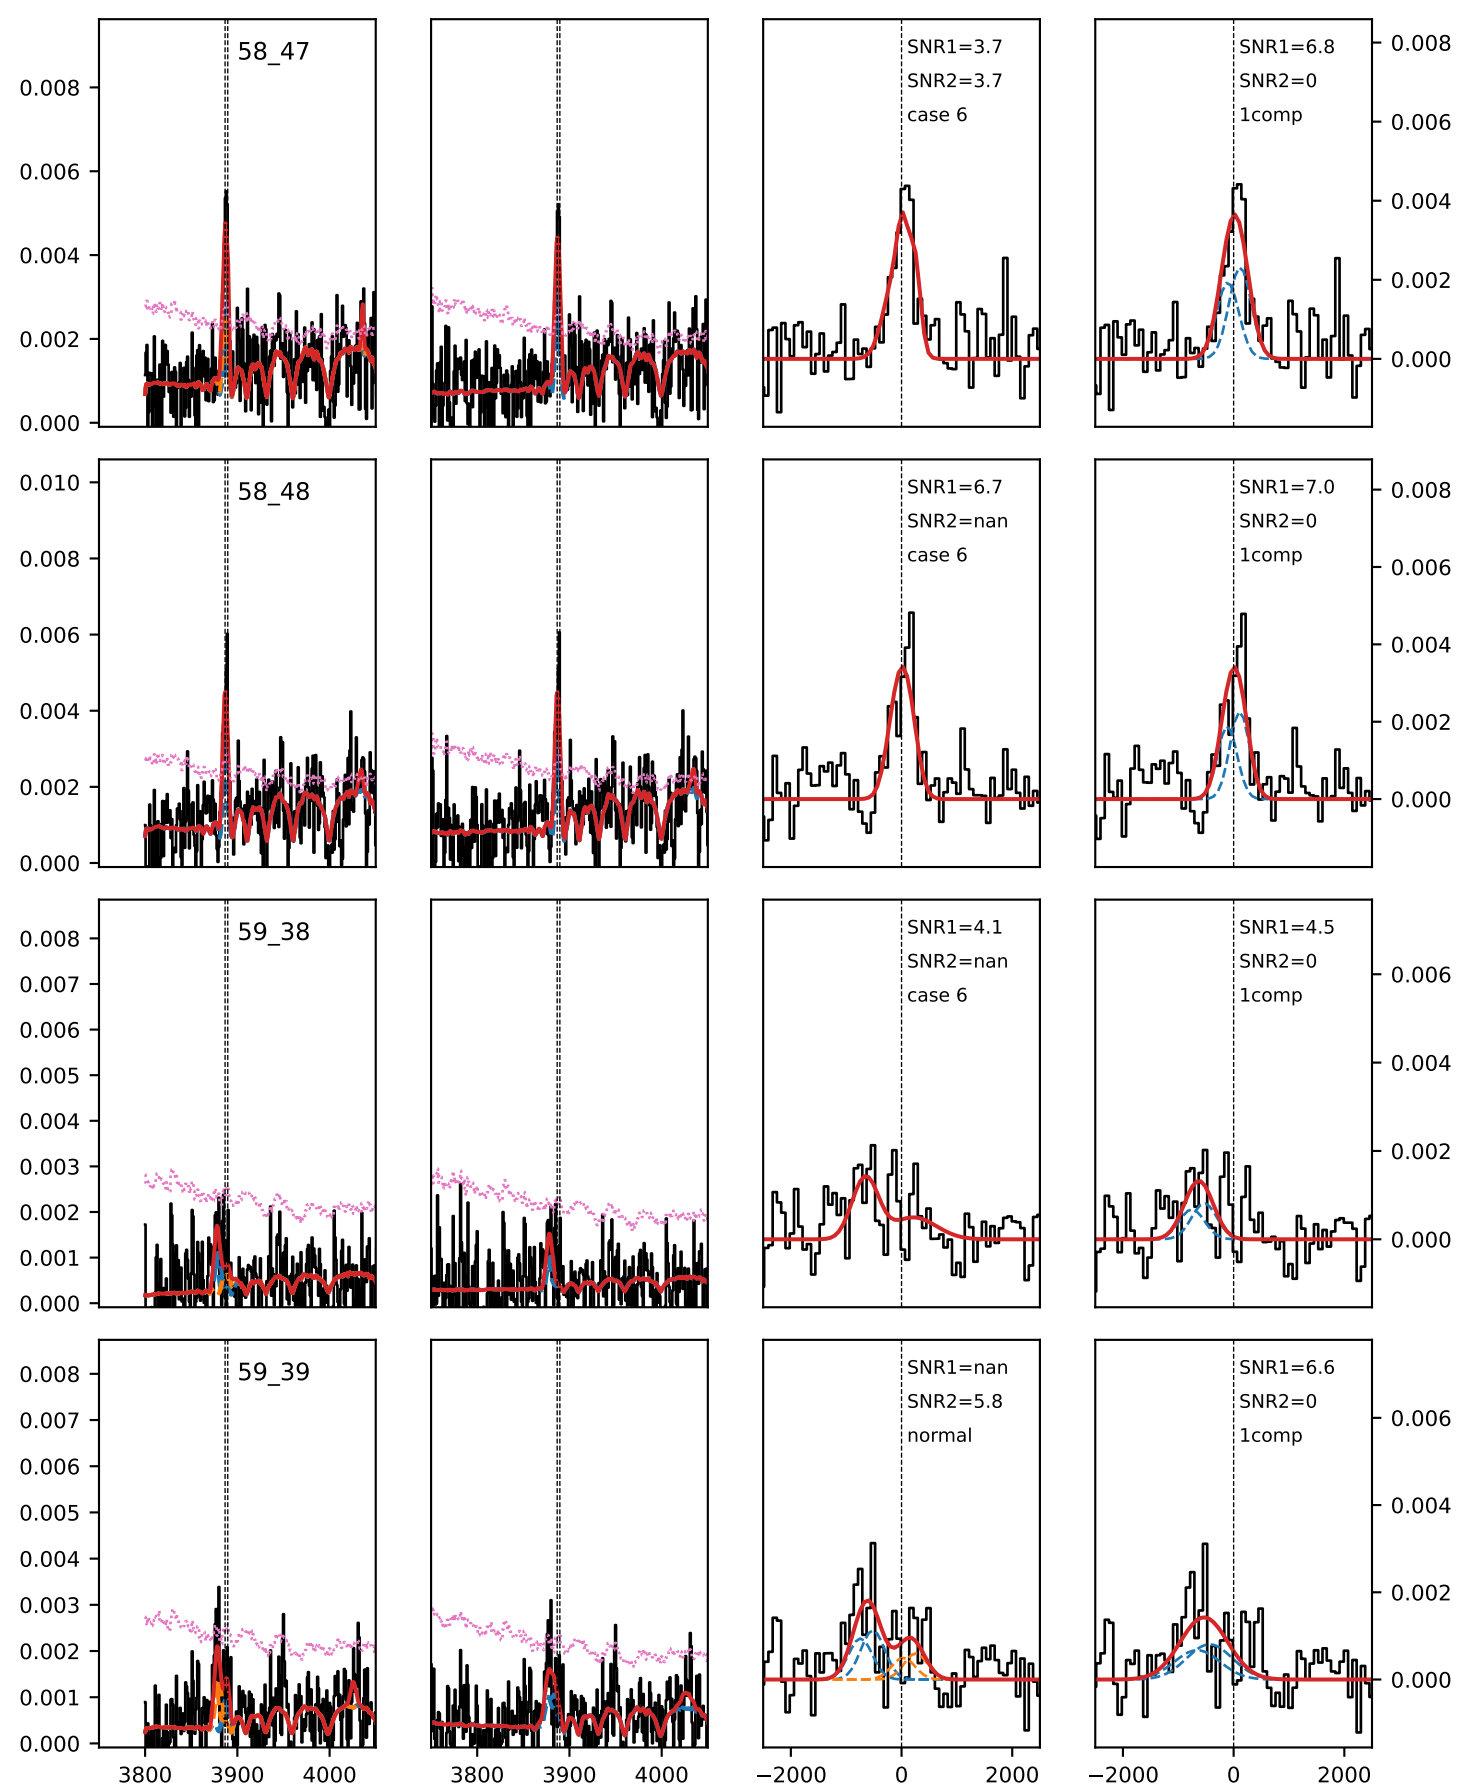 58_47
0.008
0.006
0.004
0.002
0.000
SNR1=3.7
SNR2=3.7
case 6
SNR1=6.8
SNR2=0
1comp
0.008
0.006
0.004
0.002
0.000
58_48
0.010
0.008
0.006
0.004
0.002
0.000
SNR1=6.7
SNR2=nan
case 6
SNR1=7.0
SNR2=0
1comp
0.008
0.006
0.004
0.002
0.000
59_38
0.008
0.007
0.006
0.005
0.004
0.003
0.002
0.001
0.000
SNR1=4.1
SNR2=nan
case 6
SNR1=4.5
SNR2=0
1comp
0.006
0.004
0.002
0.000
59_39
0.008
0.007
0.006
0.005
0.004
0.003
0.002
0.001
0.000
SNR1=nan
SNR2=5.8
normal
SNR1=6.6
SNR2=0
1comp
0.006
0.004
0.002
0.000
3800 3900 4000
3800 3900 4000
−2000 0 2000
−2000 0 2000